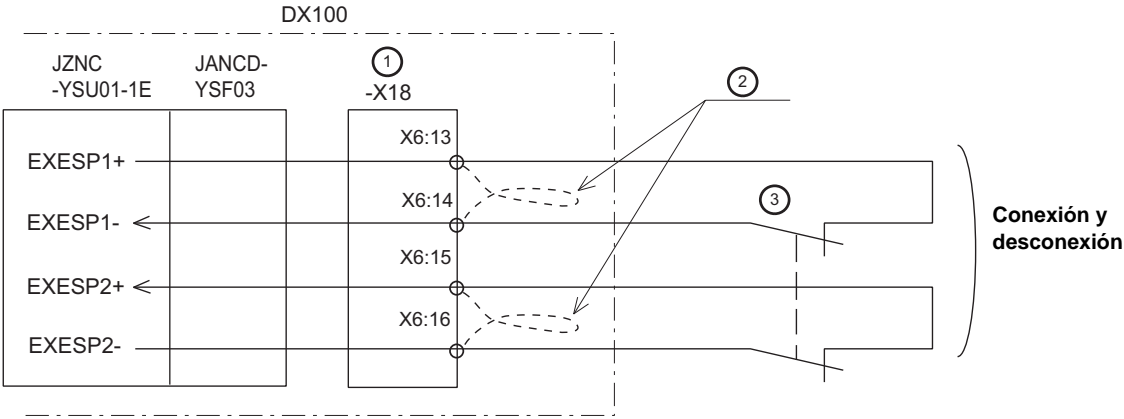 DX100
JZNC
-YSU01-1E
JANCD-
YSF03
1
-X18
2
X6:13
EXESP1+
X6:14
3
EXESP1-
Conexión y
desconexión
X6:15
EXESP2+
X6:16
EXESP2-